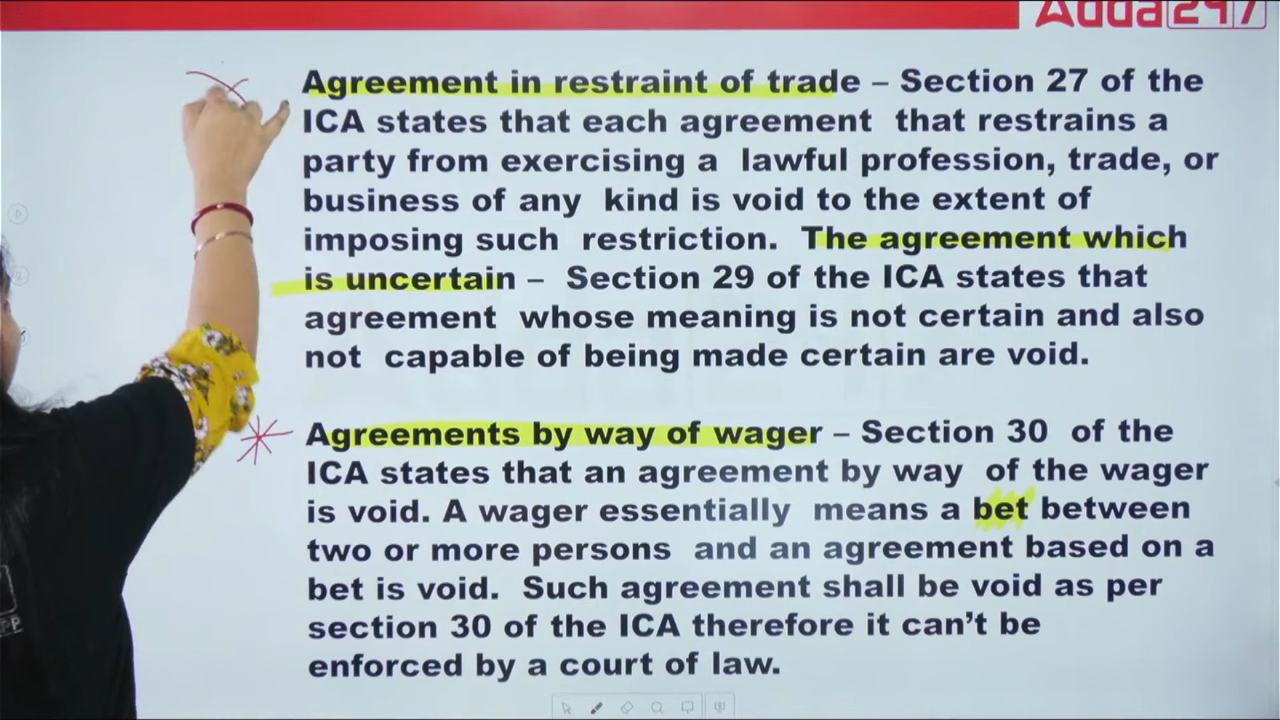 Adda247
Agreement in restraint of trade – Section 27 of the
ICA states that each agreement that restrains a
party from exercising a lawful profession, trade, or
business of any kind is void to the extent of
imposing such restriction. The agreement which
is uncertain – Section 29 of the ICA states that
agreement whose meaning is not certain and also
not capable of being made certain are void.
Agreements by way of wager – Section 30 of the
ICA states that an agreement by way of the wager
is void. A wager essentially means a bet between
two or more persons and an agreement based on a
bet is void. Such agreement shall be void as per
section 30 of the ICA therefore it can't be
enforced by a court of law.